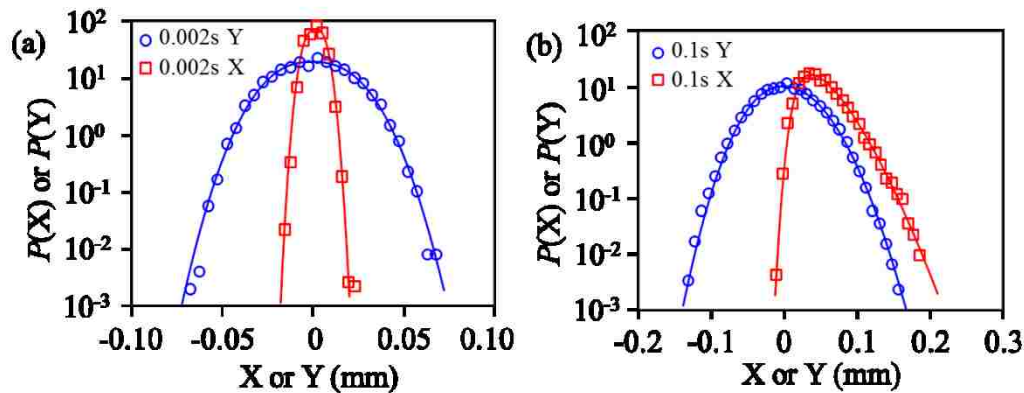 (a)
0.002s Y
0.002s X
P(X) or P(Y)
10²
10¹
10⁰
10⁻¹
10⁻²
10⁻³
-0.10 -0.05 0 0.05 0.10
X or Y (mm)
(b)
0.1s Y
0.1s X
P(X) or P(Y)
10²
10¹
10⁰
10⁻¹
10⁻²
10⁻³
-0.2 -0.1 0 0.1 0.2 0.3
X or Y (mm)